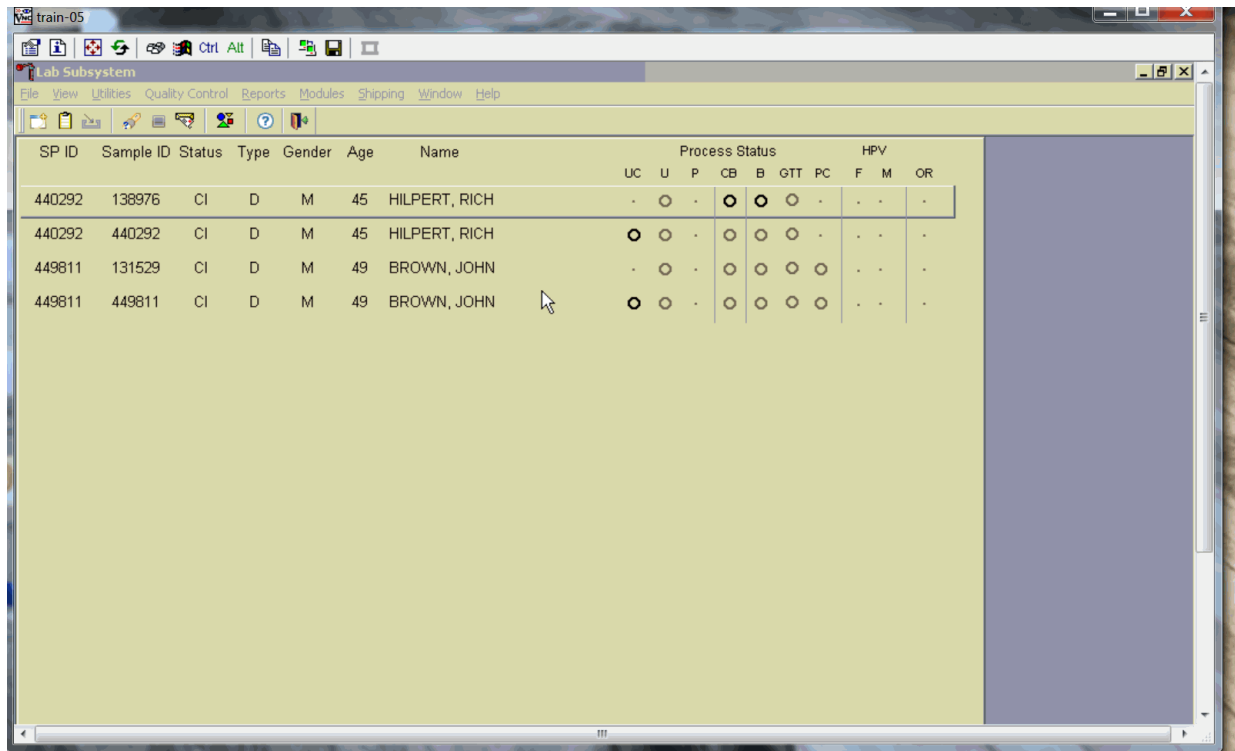 train-05
Ctrl Alt
Lab Subsystem
File View Utilities Quality Control Reports Modules Shipping Window Help
SP ID Sample ID Status Type Gender Age Name Process Status HPV
UC U P CB B GTT PC F M OR
440292 138976 CI D M 45 HILPERT, RICH
440292 440292 CI D M 45 HILPERT, RICH
449811 131529 CI D M 49 BROWN, JOHN
449811 449811 CI D M 49 BROWN, JOHN